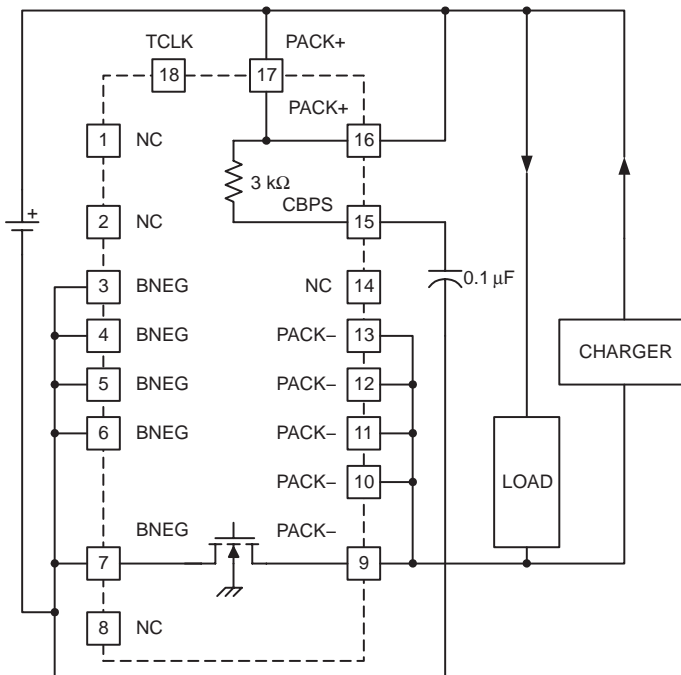 TCLK PACK+
18 17
PACK+
1 NC 16
3 kΩ
CBPS
+ 2 NC 15
3 BNEG NC 14 0.1 µF
4 BNEG PACK– 13
CHARGER
5 BNEG PACK– 12
6 BNEG PACK– 11
PACK– 10 LOAD
BNEG PACK–
7 9
8 NC